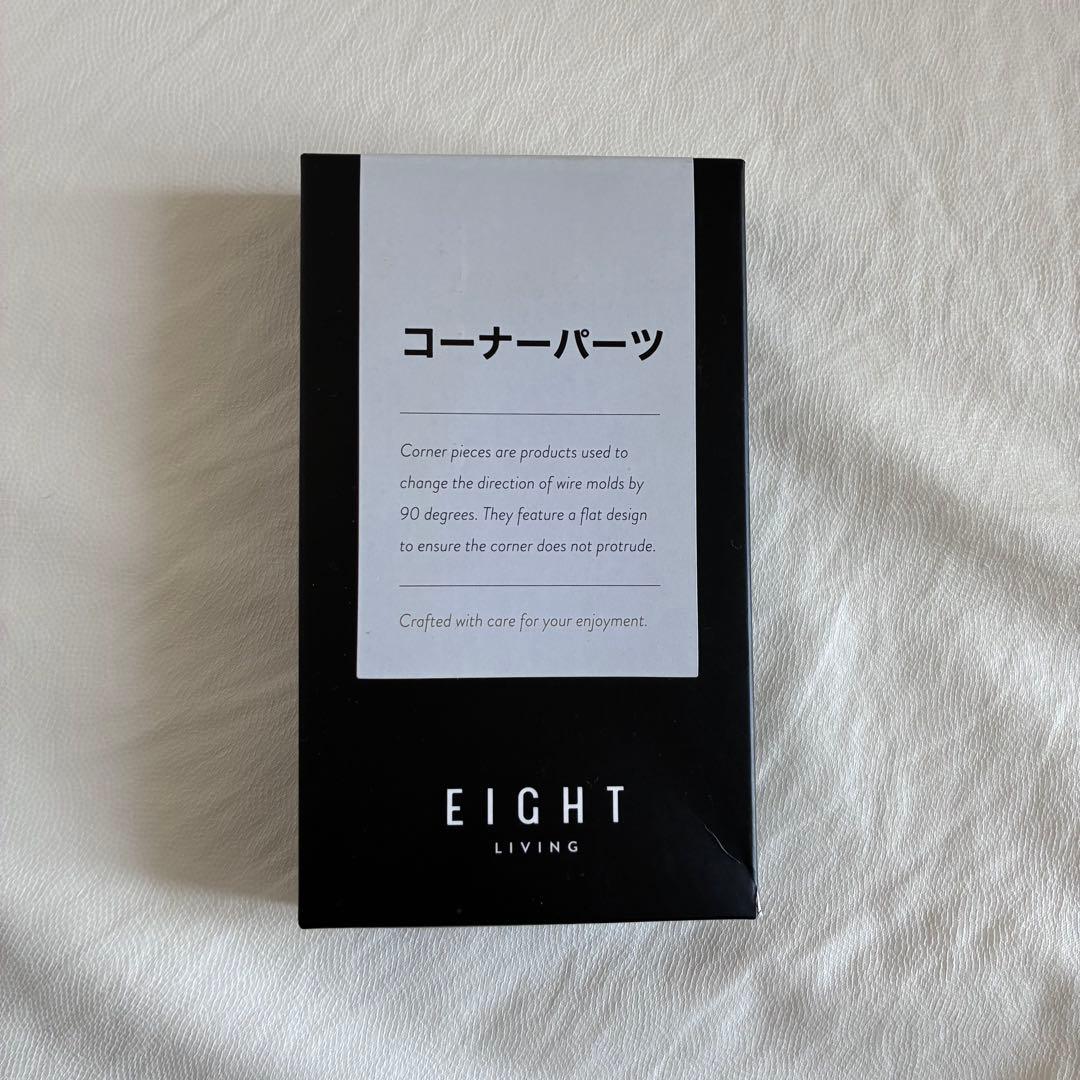 コーナーパーツ
Corner pieces are products used to
change the direction of wire molds by
90 degrees. They feature a flat design
to ensure the corner does not protrude.
Crafted with care for your enjoyment.
EIGHT
LIVING